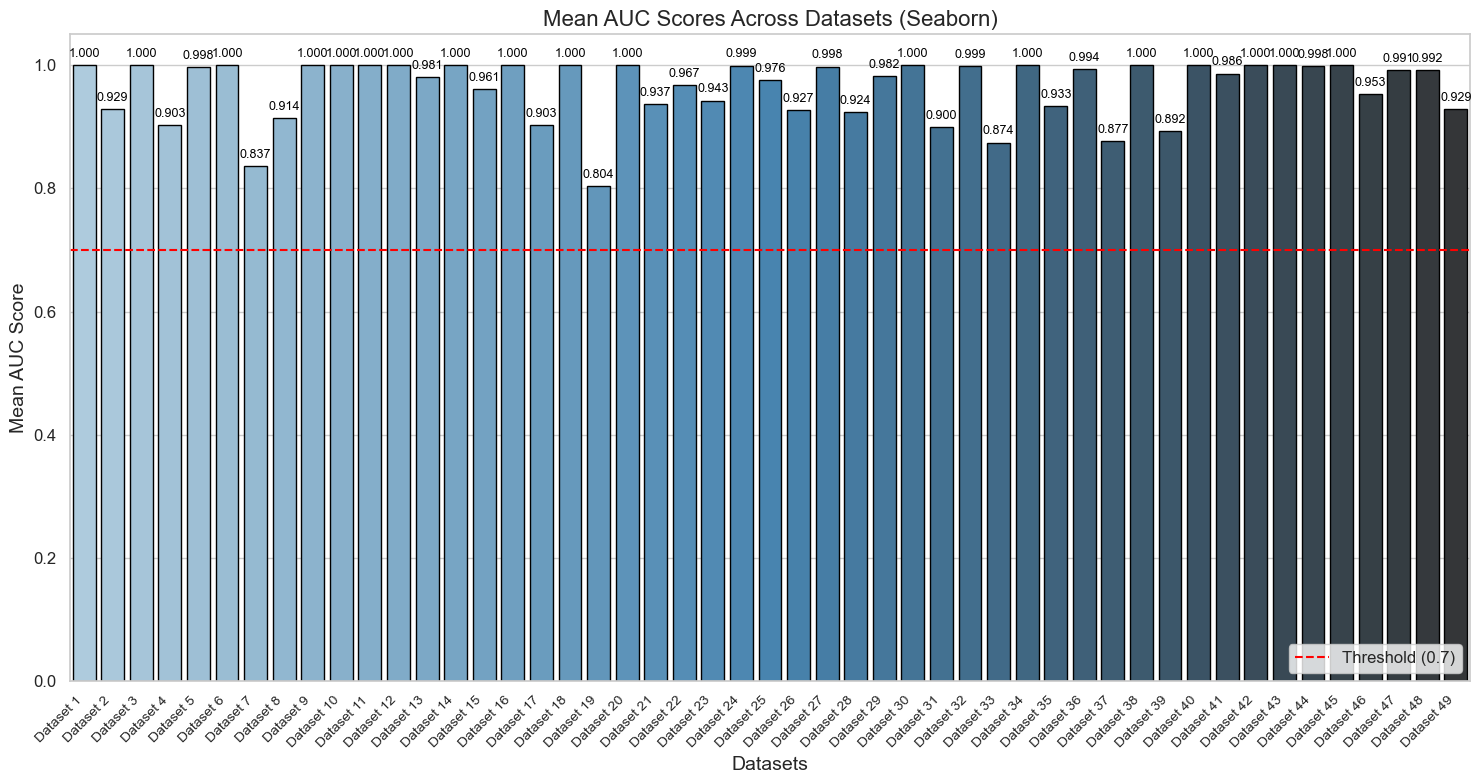 Mean AUC Scores Across Datasets (Seaborn)
Mean AUC Score
1.0
0.8
0.6
0.4
0.2
0.0
1.000
0.929
1.000
0.903
0.998
1.000
0.837
0.914
1.000
1.000
1.000
1.000
0.981
1.000
0.961
1.000
0.903
1.000
0.804
1.000
0.937
0.967
0.943
0.999
0.976
0.927
0.998
0.924
0.982
1.000
0.900
0.999
0.874
1.000
0.933
0.994
0.877
1.000
0.892
1.000
0.986
1.000
1.000
0.998
1.000
0.953
0.991
0.992
0.929
Threshold (0.7)
Dataset 1
Dataset 2
Dataset 3
Dataset 4
Dataset 5
Dataset 6
Dataset 7
Dataset 8
Dataset 9
Dataset 10
Dataset 11
Dataset 12
Dataset 13
Dataset 14
Dataset 15
Dataset 16
Dataset 17
Dataset 18
Dataset 19
Dataset 20
Dataset 21
Dataset 22
Dataset 23
Dataset 24
Dataset 25
Dataset 26
Dataset 27
Dataset 28
Dataset 29
Dataset 30
Dataset 31
Dataset 32
Dataset 33
Dataset 34
Dataset 35
Dataset 36
Dataset 37
Dataset 38
Dataset 39
Dataset 40
Dataset 41
Dataset 42
Dataset 43
Dataset 44
Dataset 45
Dataset 46
Dataset 47
Dataset 48
Dataset 49
Datasets